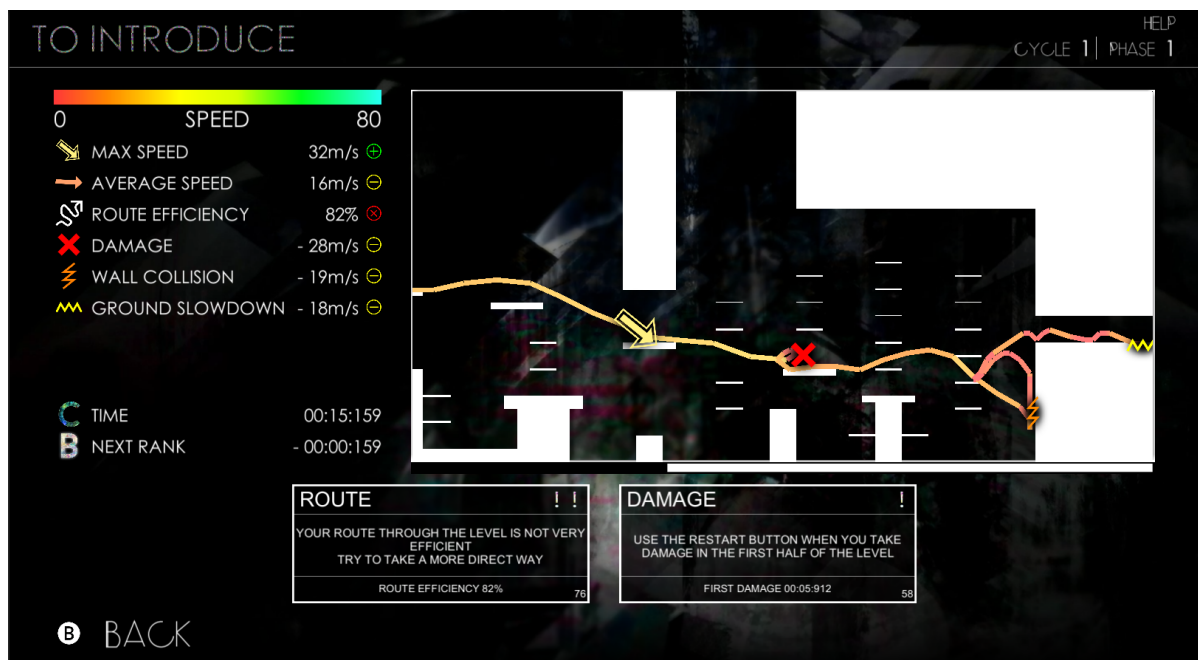 TO INTRODUCE
HELP
CYCLE 1 | PHASE 1
0 SPEED 80
MAX SPEED 32m/s
AVERAGE SPEED 16m/s
ROUTE EFFICIENCY 82%
DAMAGE - 28m/s
WALL COLLISION - 19m/s
GROUND SLOWDOWN - 18m/s
C TIME 00:15:159
B NEXT RANK - 00:00:159
ROUTE ! !
YOUR ROUTE THROUGH THE LEVEL IS NOT VERY
EFFICIENT
TRY TO TAKE A MORE DIRECT WAY
ROUTE EFFICIENCY 82% 76
DAMAGE !
USE THE RESTART BUTTON WHEN YOU TAKE
DAMAGE IN THE FIRST HALF OF THE LEVEL
FIRST DAMAGE 00:05:912 58
B BACK